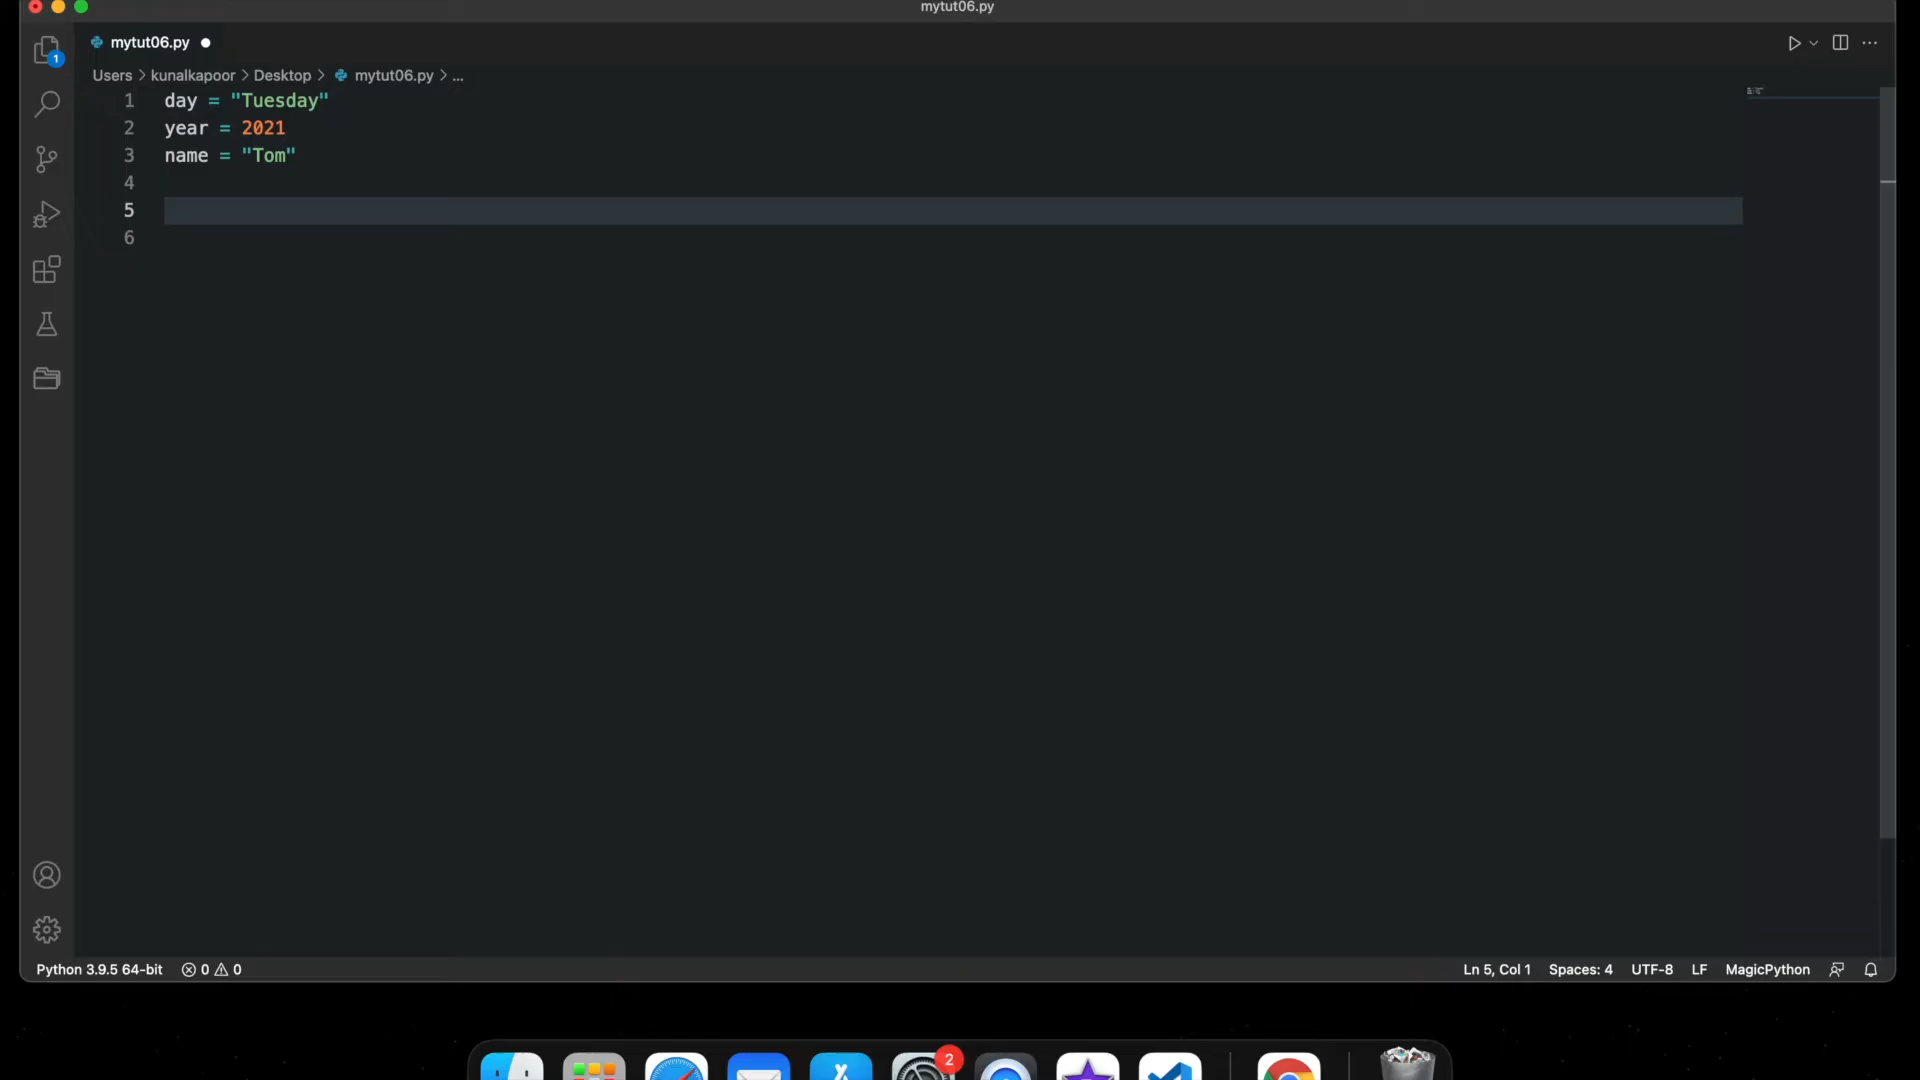 mytut06.py
mytut06.py
Users > kunalkapoor > Desktop > mytut06.py > ...
1 day = "Tuesday"
2 year = 2021
3 name = "Tom"
4
5
6
1
Python 3.9.5 64-bit 0 0 Ln 5, Col 1 Spaces: 4 UTF-8 LF MagicPython
2